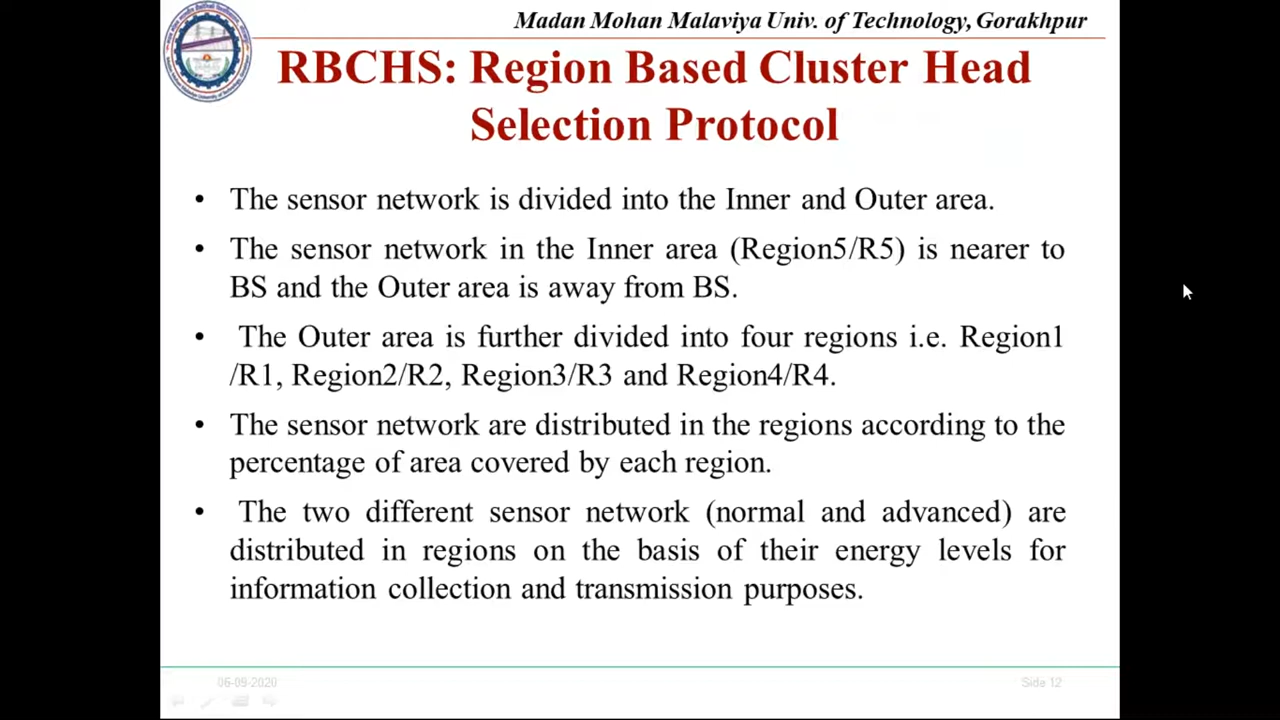 Madan Mohan Malaviya Univ. of Technology, Gorakhpur
RBCHS: Region Based Cluster Head
Selection Protocol
• The sensor network is divided into the Inner and Outer area.
• The sensor network in the Inner area (Region5/R5) is nearer to
BS and the Outer area is away from BS.
• The Outer area is further divided into four regions i.e. Region1
/R1, Region2/R2, Region3/R3 and Region4/R4.
• The sensor network are distributed in the regions according to the
percentage of area covered by each region.
• The two different sensor network (normal and advanced) are
distributed in regions on the basis of their energy levels for
information collection and transmission purposes.
06-09-2020
Side 12